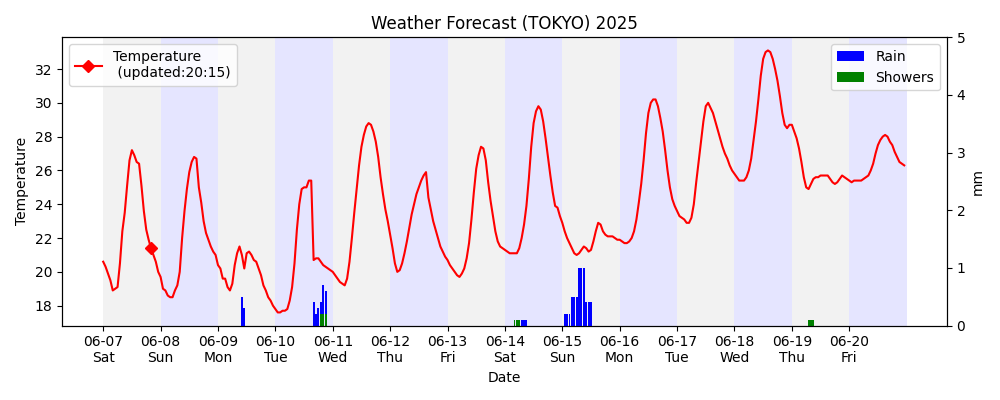 Weather Forecast (TOKYO) 2025
Temperature
(updated:20:15)
Rain
Showers
Temperature
32
30
28
26
24
22
20
18
5
4
3
2
1
0
mm
06-07 06-08 06-09 06-10 06-11 06-12 06-13 06-14 06-15 06-16 06-17 06-18 06-19 06-20
Sat Sun Mon Tue Wed Thu Fri Sat Sun Mon Tue Wed Thu Fri
Date